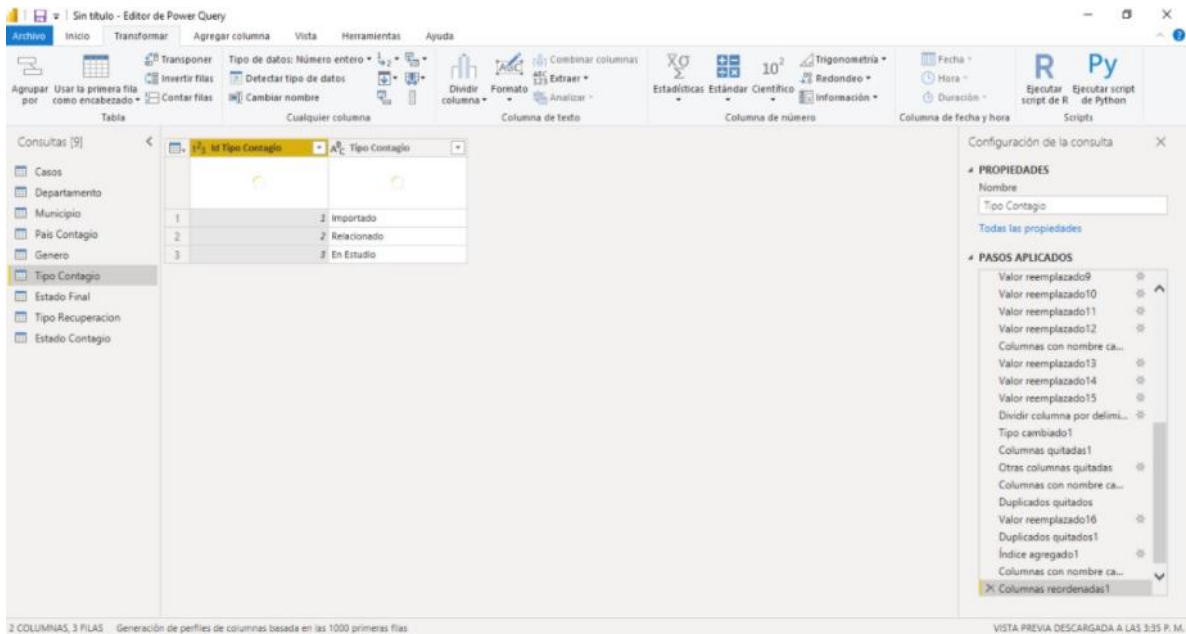 Sin título - Editor de Power Query
Archivo Inicio Transformar Agregar columna Vista Herramientas Ayuda
Agrupar por
Usar la primera fila como encabezado
Transponer
Invertir filas
Contar filas
Tabla
Tipo de datos: Número entero
Detectar tipo de datos
Cambiar nombre
Cualquier columna
Dividir columna
Formato
ABC
Combinar columnas
Extraer
Analizar
Columna de texto
Estadísticas
Estándar
Científico
10²
Trigonometría
Redondeo
Información
Columna de número
Fecha
Hora
Duración
Columna de fecha y hora
R
Ejecutar script de R
Py
Ejecutar script de Python
Scripts
Consultas [9]
Casos
Departamento
Municipio
Pais Contagio
Genero
Tipo Contagio
Estado Final
Tipo Recuperacion
Estado Contagio
Id Tipo Contagio Tipo Contagio
1 1 Importado
2 2 Relacionado
3 3 En Estudio
Configuración de la consulta
PROPIEDADES
Nombre
Tipo Contagio
Todas las propiedades
PASOS APLICADOS
Valor reemplazado9
Valor reemplazado10
Valor reemplazado11
Valor reemplazado12
Columnas con nombre ca...
Valor reemplazado13
Valor reemplazado14
Valor reemplazado15
Dividir columna por delimi...
Tipo cambiado1
Columnas quitadas1
Otras columnas quitadas
Columnas con nombre ca...
Duplicados quitados
Valor reemplazado16
Duplicados quitados1
Índice agregado1
Columnas con nombre ca...
Columnas reordenadas1
2 COLUMNAS, 3 FILAS Generación de perfiles de columnas basada en las 1000 primeras filas
VISTA PREVIA DESCARGADA A LAS 3:35 P. M.